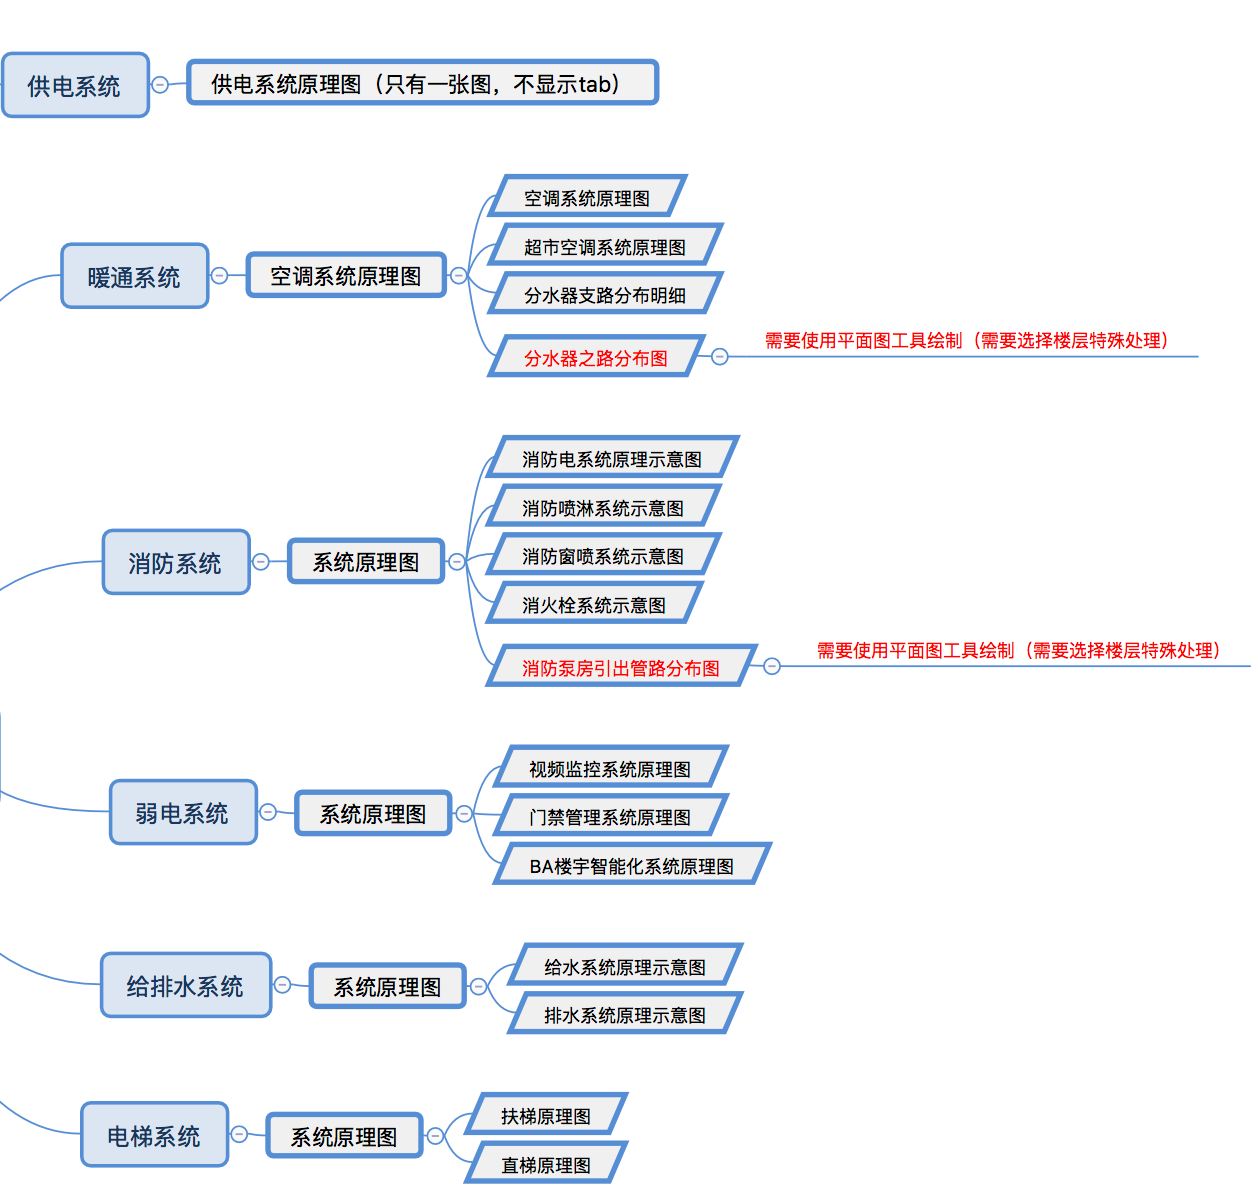 供电系统
供电系统原理图（只有一张图，不显示tab）
暖通系统
空调系统原理图
空调系统原理图
超市空调系统原理图
分水器支路分布明细
分水器之路分布图
需要使用平面图工具绘制（需要选择楼层特殊处理）
消防系统
系统原理图
消防电系统原理示意图
消防喷淋系统示意图
消防窗喷系统示意图
消火栓系统示意图
消防泵房引出管路分布图
需要使用平面图工具绘制（需要选择楼层特殊处理）
弱电系统
系统原理图
视频监控系统原理图
门禁管理系统原理图
BA楼宇智能化系统原理图
给排水系统
系统原理图
给水系统原理示意图
排水系统原理示意图
电梯系统
系统原理图
扶梯原理图
直梯原理图